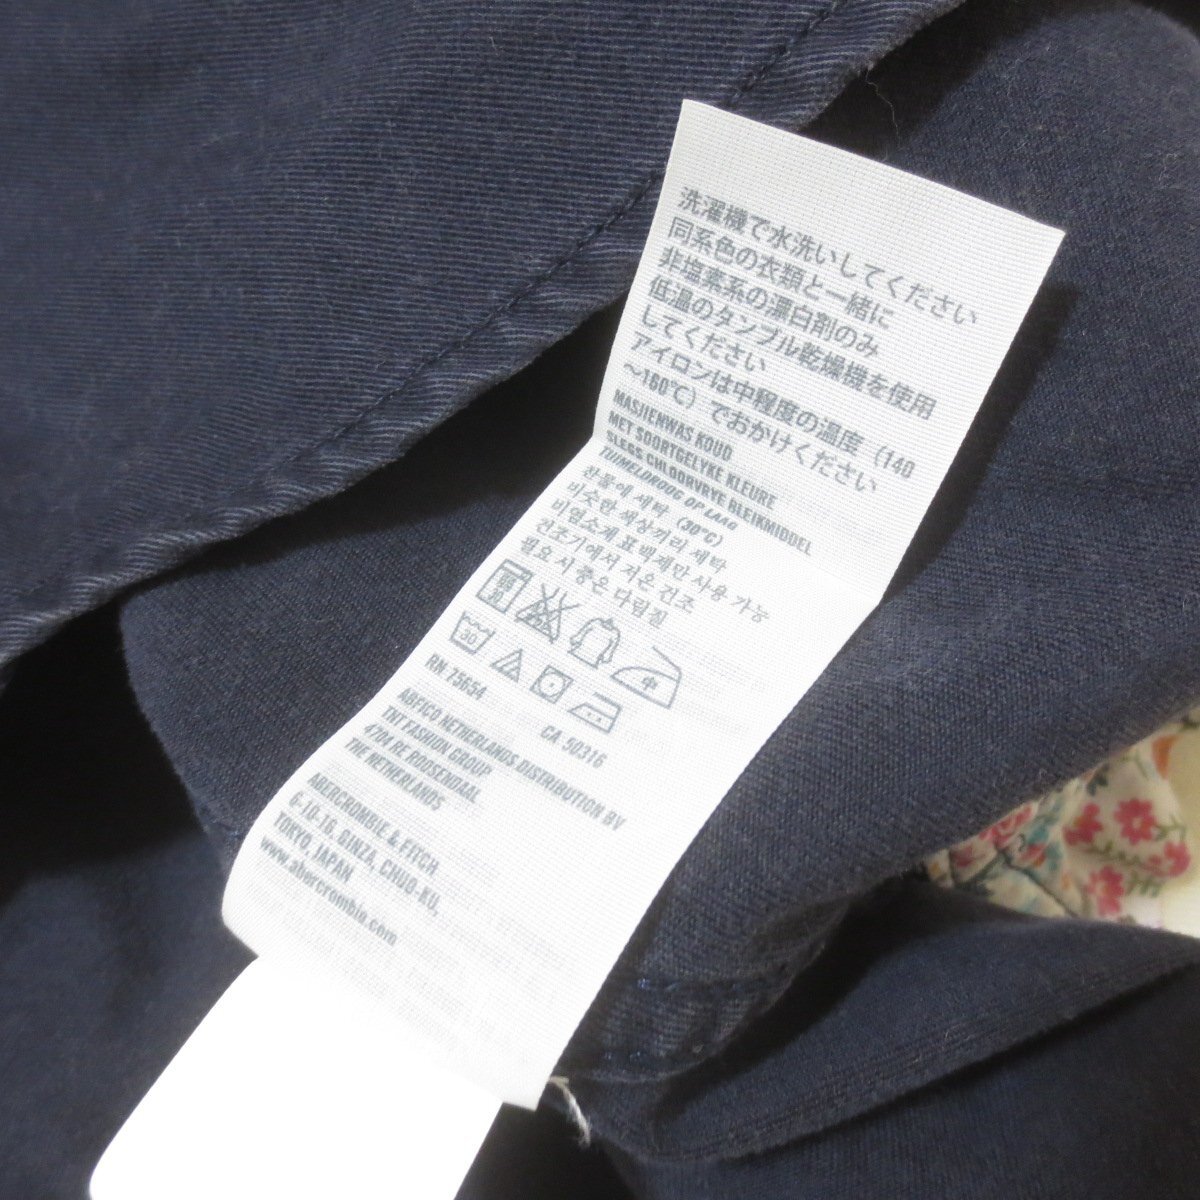 洗濯機で水洗いしてください
同系色の衣類と一緒に
非塩素系の漂白剤のみ
低温のタンブル乾燥機を使用
してください
アイロンは中程度の温度（140
～160℃）でおかけください
MASJIENWAS KOUD
MET SOORTGELYKE KLEURE
SLEGS CHLOORVRYE BLEIKMIDDEL
TUIMELDROOG OP LAAG
찬물에 세탁 (30°C)
비슷한 색상끼리 세탁
비염소계 표백제만 사용 가능
건조기에서 저온 건조
필요시 중온 다림질
中
30
RN 75654 CA 50316
ABFICO NETHERLANDS DISTRIBUTION BV
TNT FASHION GROUP
470A RE ROOSENDAAL
THE NETHERLANDS
ABERCROMBIE & FITCH
6-10-16, GINZA, CHUO-KU,
TOKYO, JAPAN
www.abercrombie.com